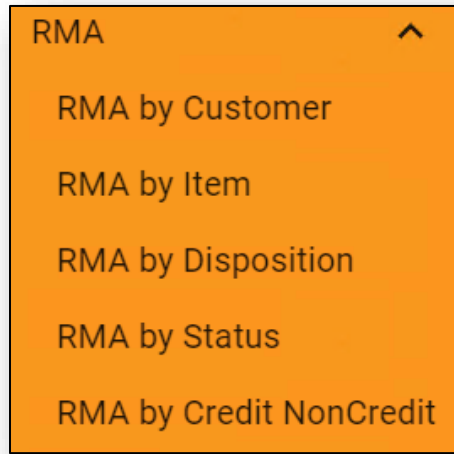 RMA
RMA by Customer
RMA by Item
RMA by Disposition
RMA by Status
RMA by Credit NonCredit